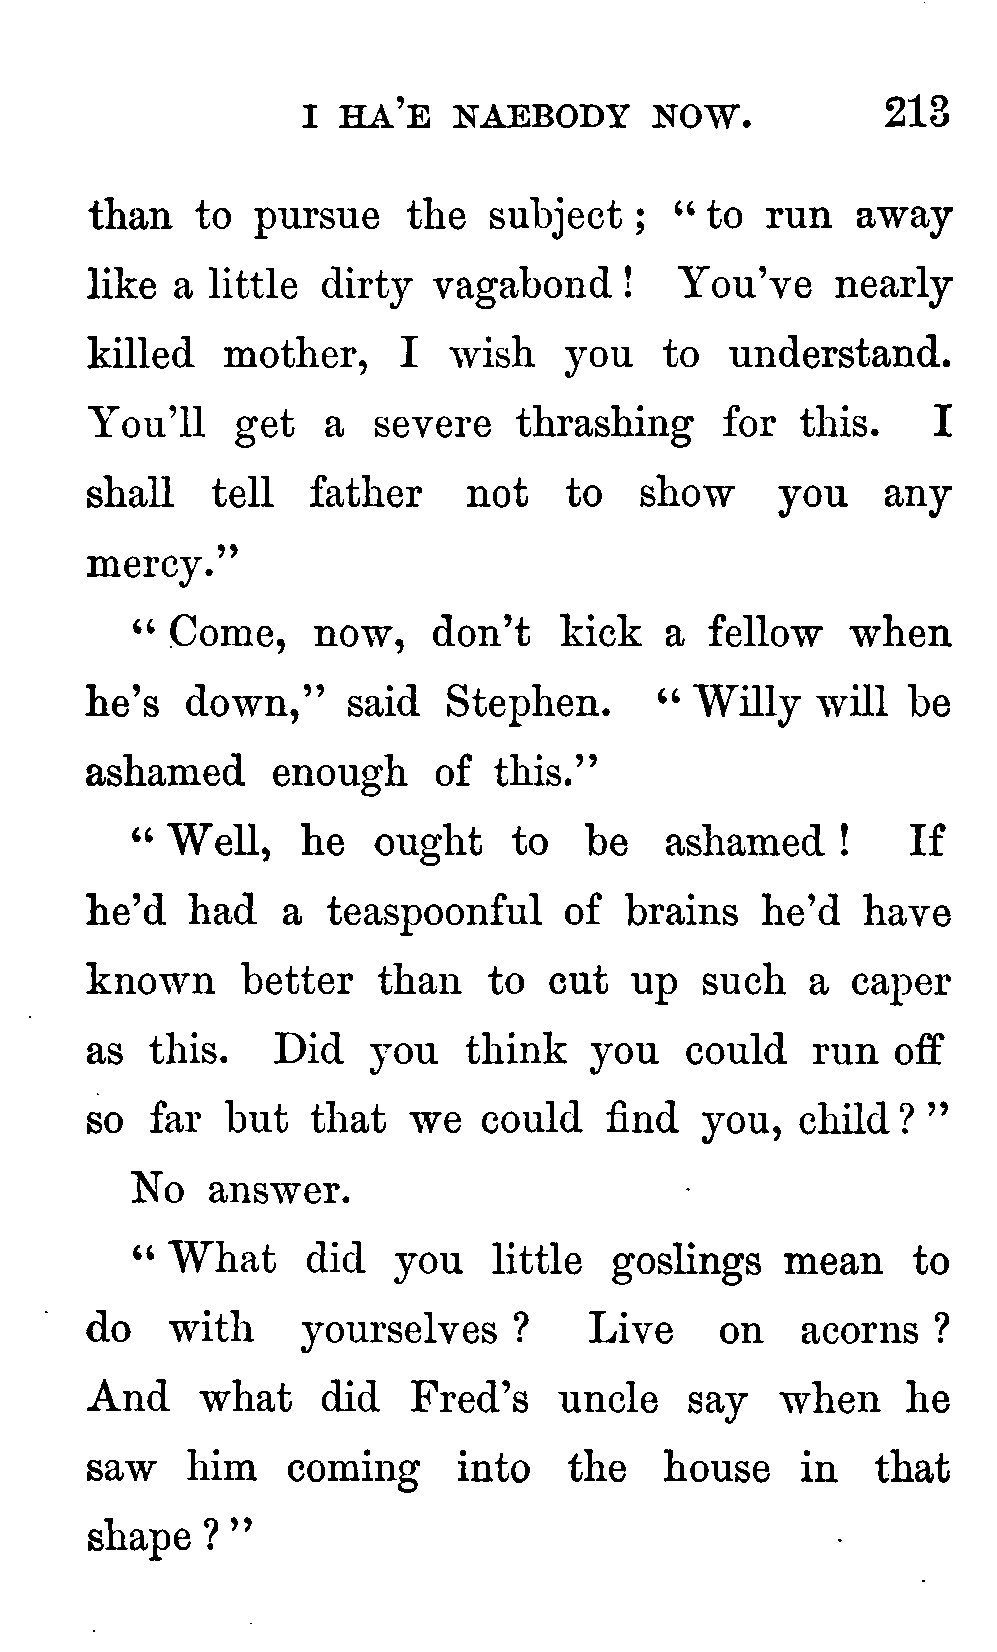 I HA'E NAEBODY NOW. 213
than to pursue the subject; "to run away
like a little dirty vagabond! You've nearly
killed mother, I wish you to understand.
You'll get a severe thrashing for this. I
shall tell father not to show you any
mercy."
"Come, now, don't kick a fellow when
he's down," said Stephen. "Willy will be
ashamed enough of this."
"Well, he ought to be ashamed! If
he'd had a teaspoonful of brains he'd have
known better than to cut up such a caper
as this. Did you think you could run off
so far but that we could find you, child?"
No answer.
"What did you little goslings mean to
do with yourselves? Live on acorns?
And what did Fred's uncle say when he
saw him coming into the house in that
shape?"